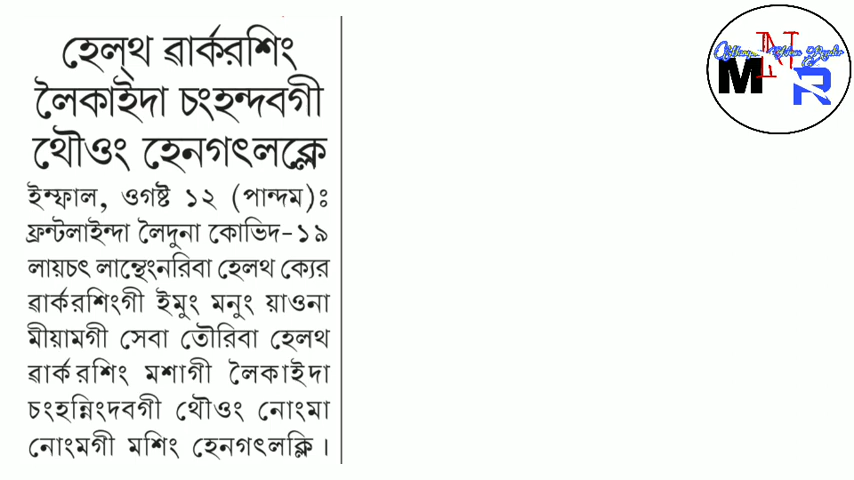 হেল্থ ৱার্করশিং
লৈকাইদা চংহন্দবগী
থৌওং হেনগৎলক্লে
ইম্ফাল, ওগষ্ট ১২ (পান্দম)ঃ
ফ্রন্টলাইন্দা লৈদুনা কোভিদ-১৯
লায়চৎ লান্থেংনরিবা হেলথ ক্যের
ৱার্করশিংগী ইমুং মনুং য়াওনা
মীয়ামগী সেবা তৌরিবা হেলথ
ৱার্করশিং মশাগী লৈকাইদা
চংহন্নিংদবগী থৌওং নোংমা
নোংমগী মশিং হেনগৎলক্লি।
M N R